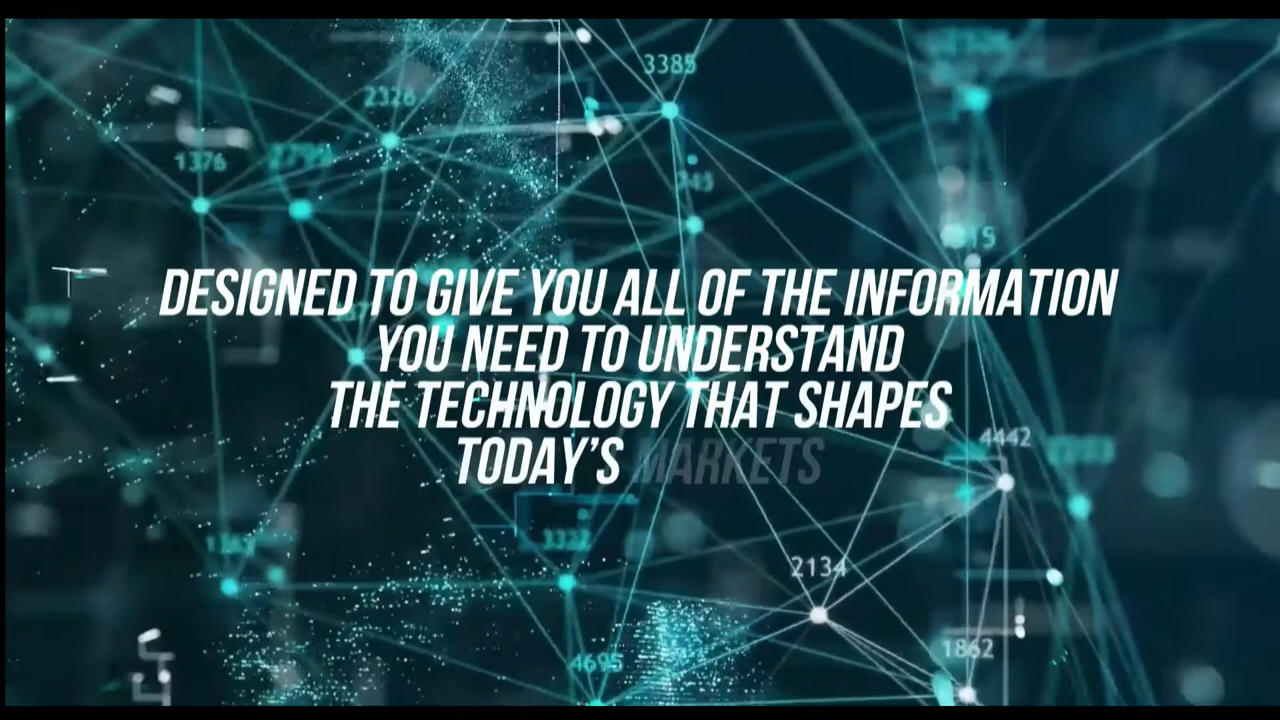 3385
2326
1376
DESIGNED TO GIVE YOU ALL OF THE INFORMATION
YOU NEED TO UNDERSTAND
THE TECHNOLOGY THAT SHAPES
TODAY'S MARKETS
4442
3332
2134
1862
4695